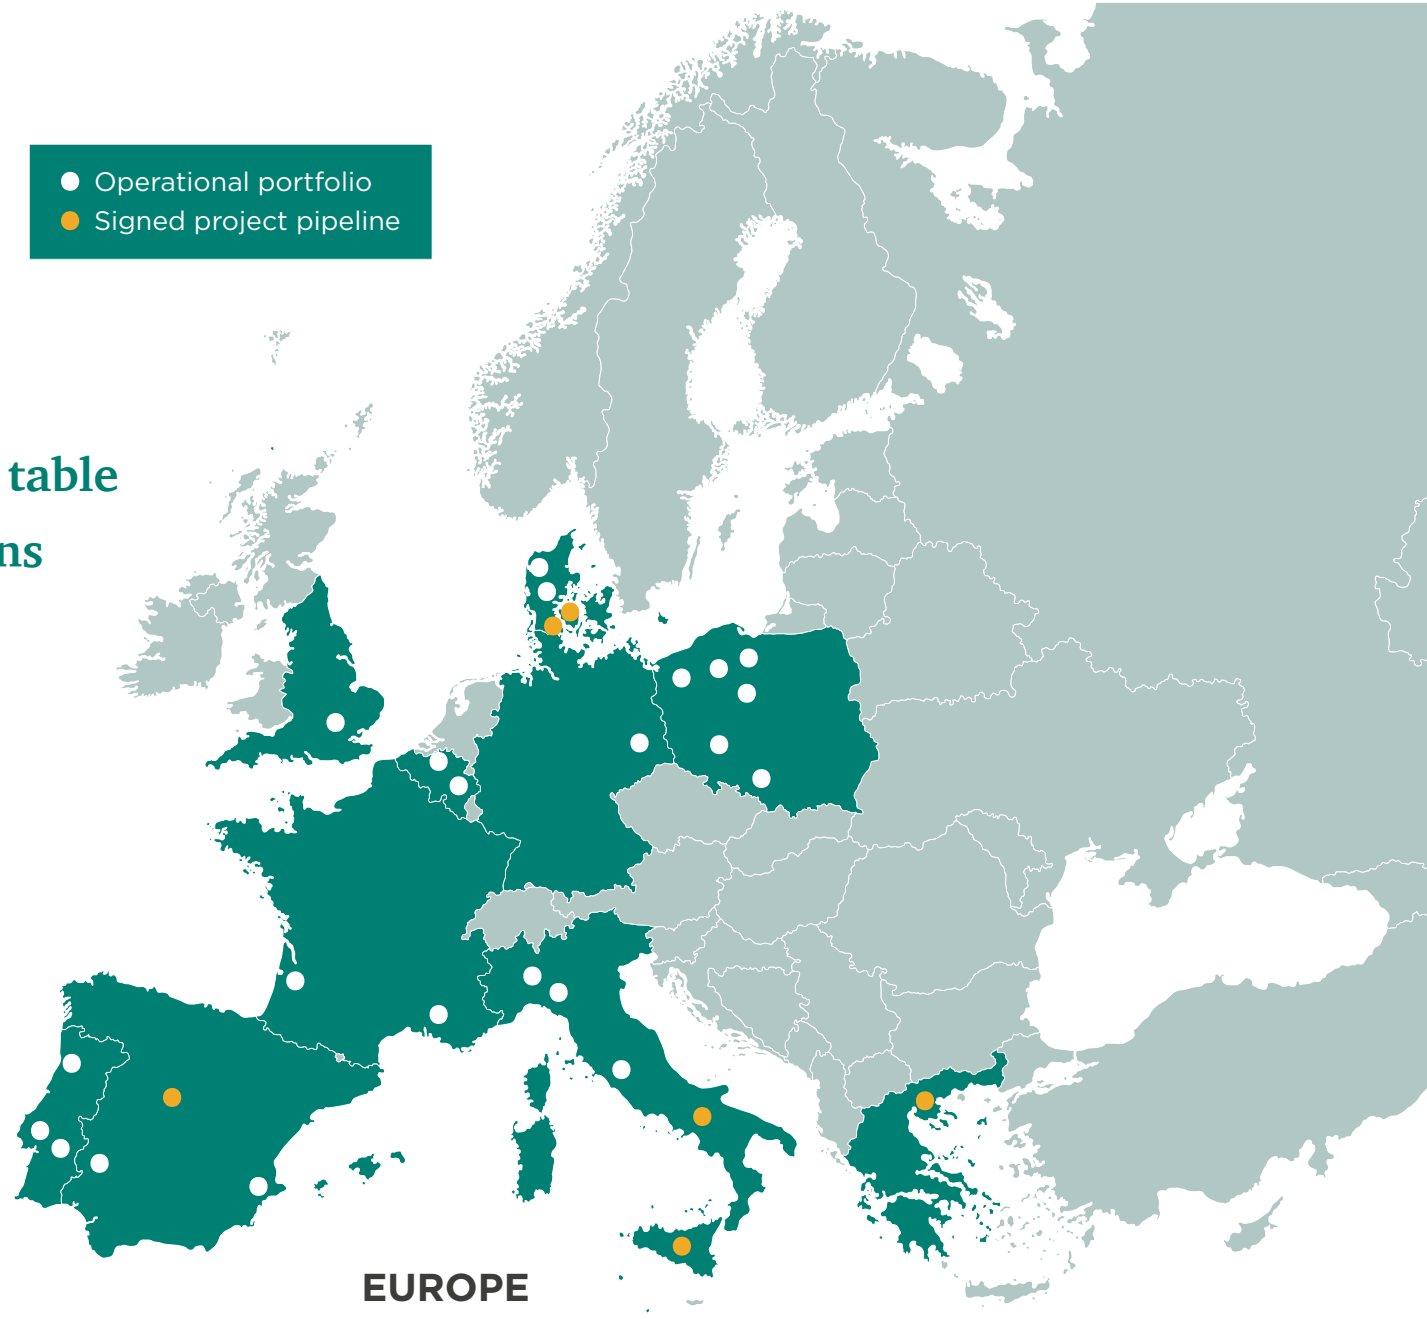 Operational portfolio
Signed project pipeline
table
ns
EUROPE